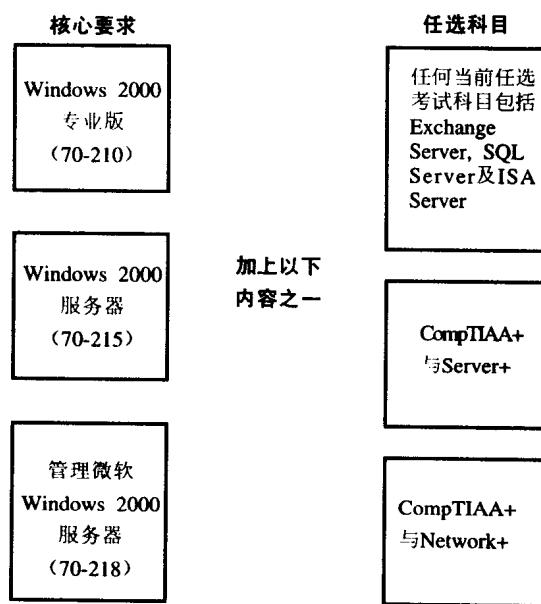 核心要求
Windows 2000
专业版
（70-210）
Windows 2000
服务器
（70-215）
管理微软
Windows 2000
服务器
（70-218）
加上以下
内容之一
任选科目
任何当前任选
考试科目包括
Exchange
Server, SQL
Server及ISA
Server
CompTIAA+
与Server+
CompTIAA+
与Network+